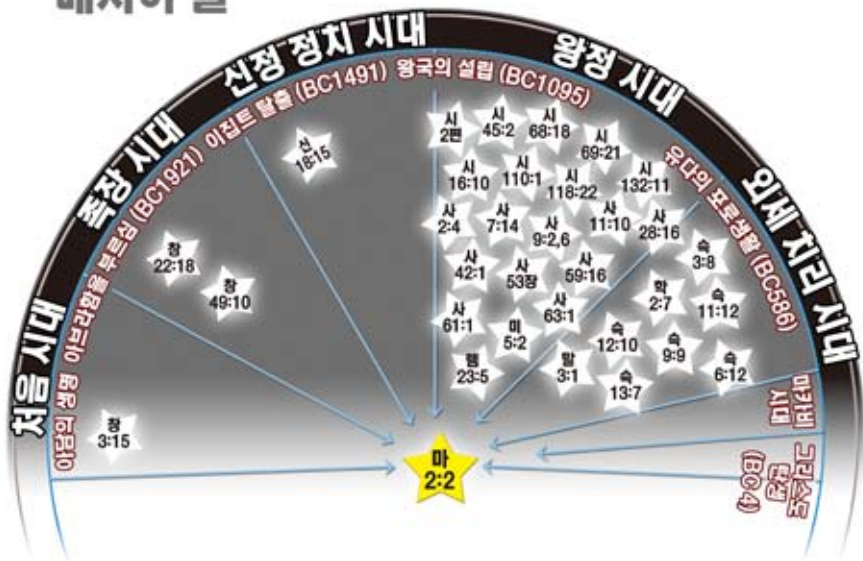 메시아 별
처음 시대
족장 시대
신정 정치 시대
왕정 시대
외세 처리 시대
아담의 생명
아브라함을 부르심 (BC1921)
이집트 탈출 (BC1491)
왕국의 설립 (BC1095)
유다의 포로생활 (BC586)
마카비
시대
그리스도
탄생
(BC4)
창
3:15
창
22:18
창
49:10
신
18:15
시
2편
시
45:2
시
68:18
시
69:21
시
16:10
시
110:1
시
118:22
시
132:11
사
2:4
사
7:14
사
9:2,6
사
11:10
사
28:16
사
42:1
사
53장
사
59:16
사
61:1
미
5:2
사
63:1
렘
23:5
슥
3:8
학
2:7
슥
11:12
슥
12:10
슥
9:9
말
3:1
슥
13:7
슥
6:12
마
2:2